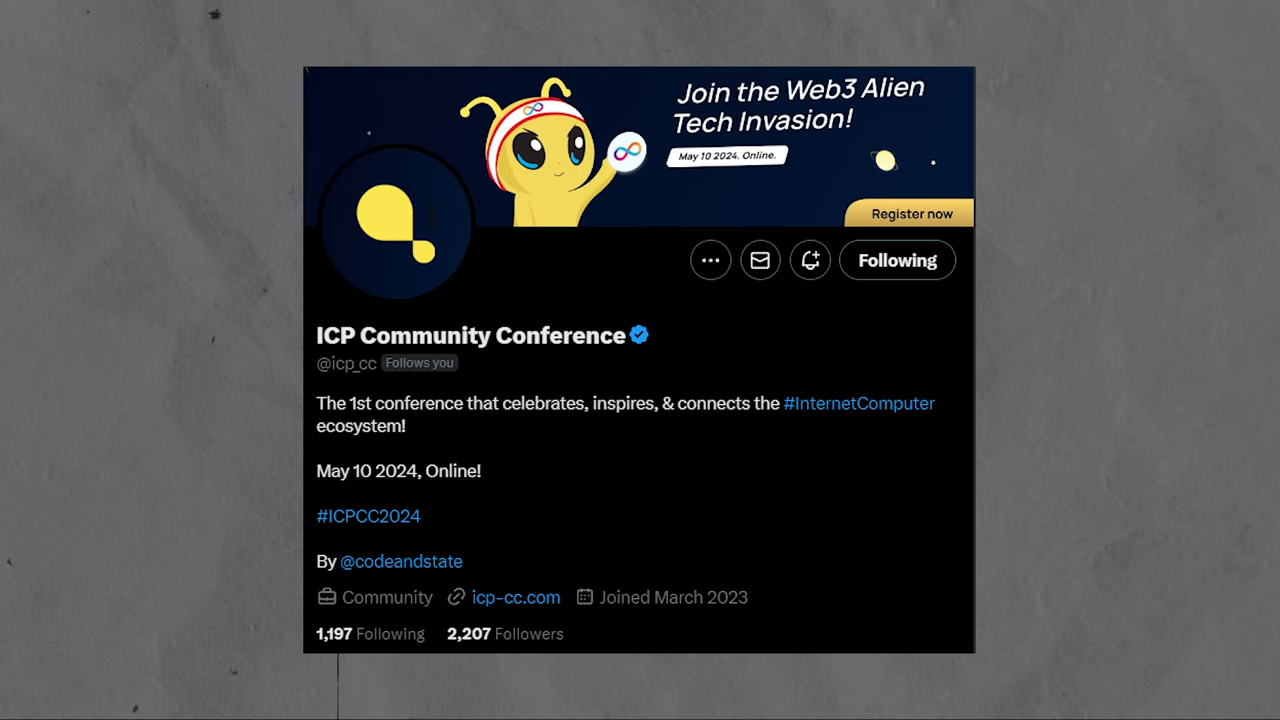 Join the Web3 Alien
Tech Invasion!
May 10 2024. Online.
Register now
Following
ICP Community Conference
@icp_cc Follows you
The 1st conference that celebrates, inspires, & connects the #InternetComputer
ecosystem!
May 10 2024, Online!
#ICPCC2024
By @codeandstate
Community icp-cc.com Joined March 2023
1,197 Following 2,207 Followers